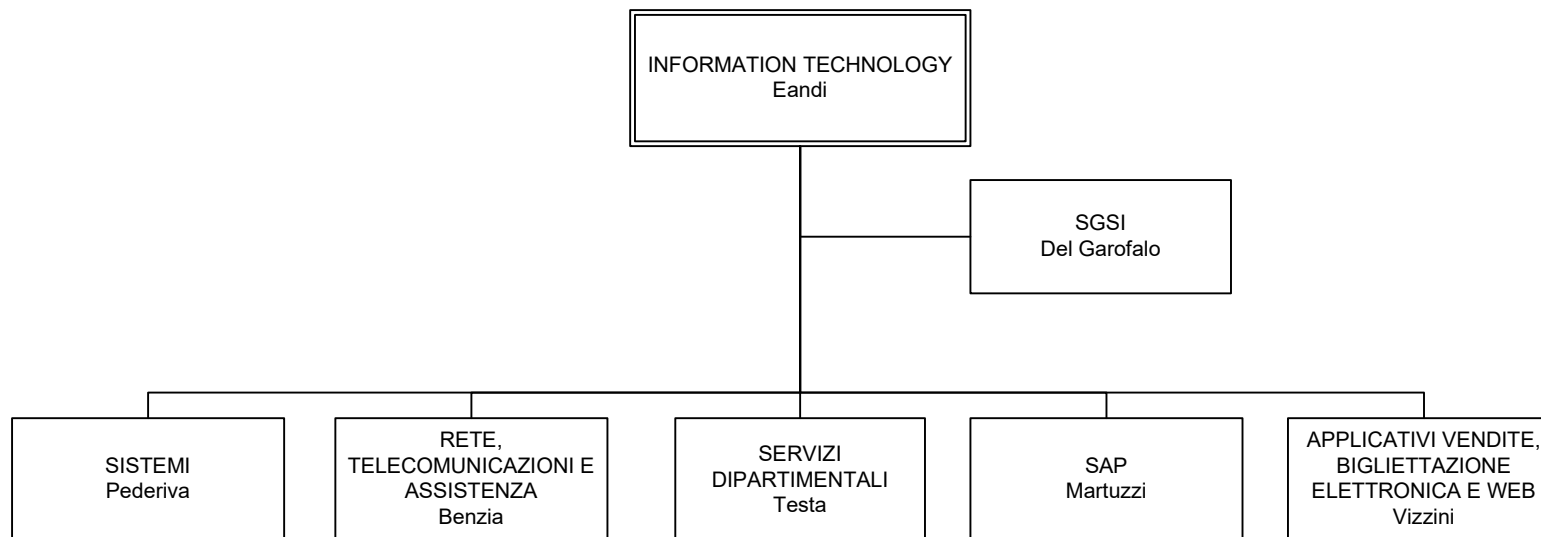 INFORMATION TECHNOLOGY
Eandi
SGSI
Del Garofalo
SISTEMI
Pederiva
RETE,
TELECOMUNICAZIONI E
ASSISTENZA
Benzia
SERVIZI
DIPARTIMENTALI
Testa
SAP
Martuzzi
APPLICATIVI VENDITE,
BIGLIETTAZIONE
ELETTRONICA E WEB
Vizzini